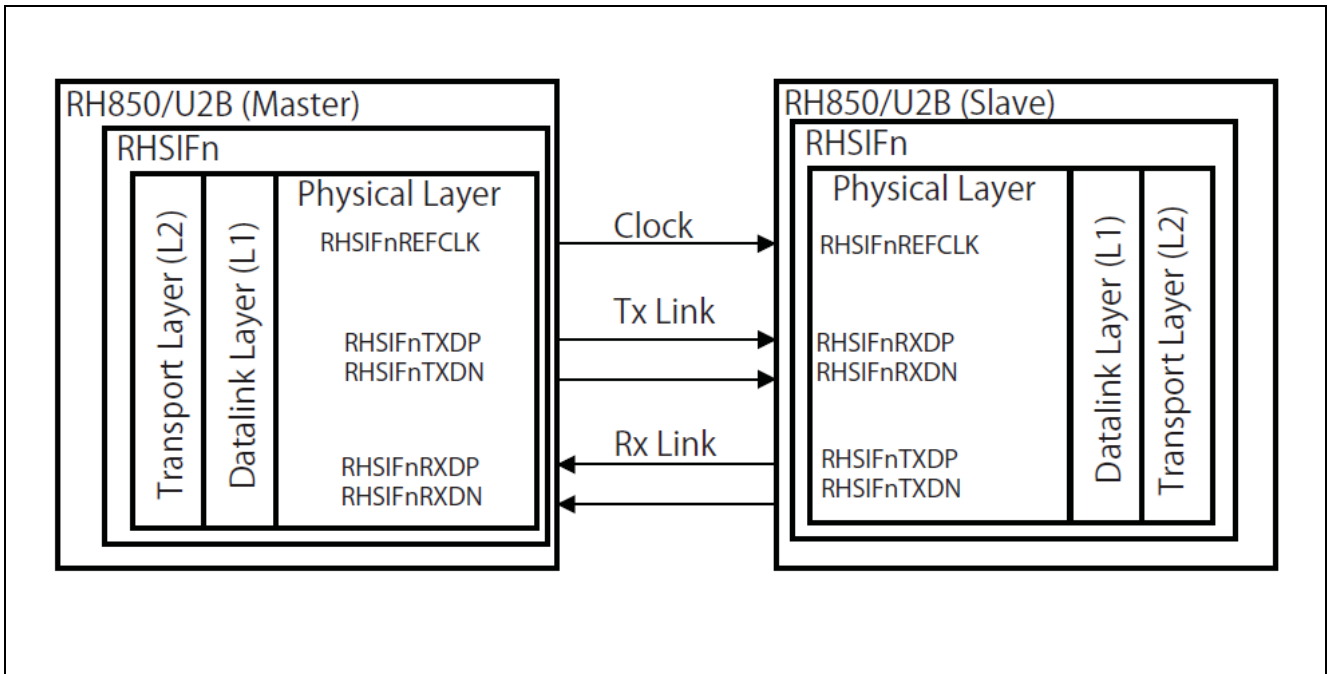 RH850/U2B (Master)
RHSIFn
Transport Layer (L2)
Datalink Layer (L1)
Physical Layer
RHSIFnREFCLK
RHSIFnTXDP
RHSIFnTXDN
RHSIFnRXDP
RHSIFnRXDN
Clock
Tx Link
Rx Link
RH850/U2B (Slave)
RHSIFn
Physical Layer
RHSIFnREFCLK
RHSIFnRXDP
RHSIFnRXDN
RHSIFnTXDP
RHSIFnTXDN
Datalink Layer (L1)
Transport Layer (L2)